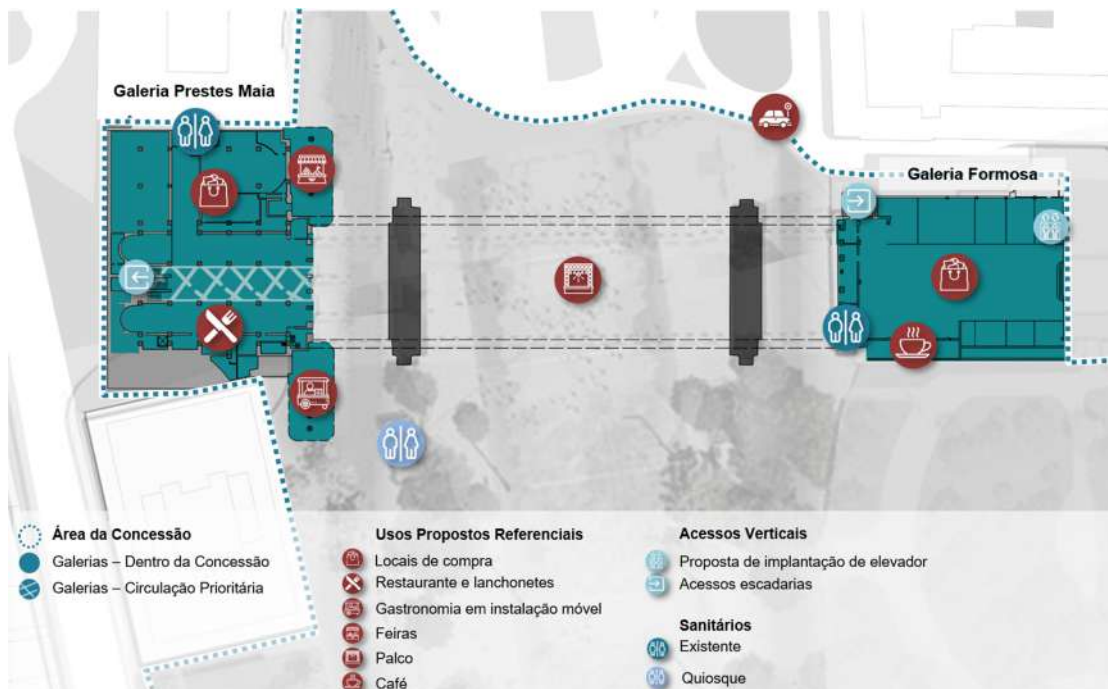 Galeria Prestes Maia
Galeria Formosa
Área da Concessão
Galerias – Dentro da Concessão
Galerias – Circulação Prioritária
Usos Propostos Referenciais
Locais de compra
Restaurante e lanchonetes
Gastronomia em instalação móvel
Feiras
Palco
Café
Acessos Verticais
Proposta de implantação de elevador
Acessos escadarias
Sanitários
Existente
Quiosque